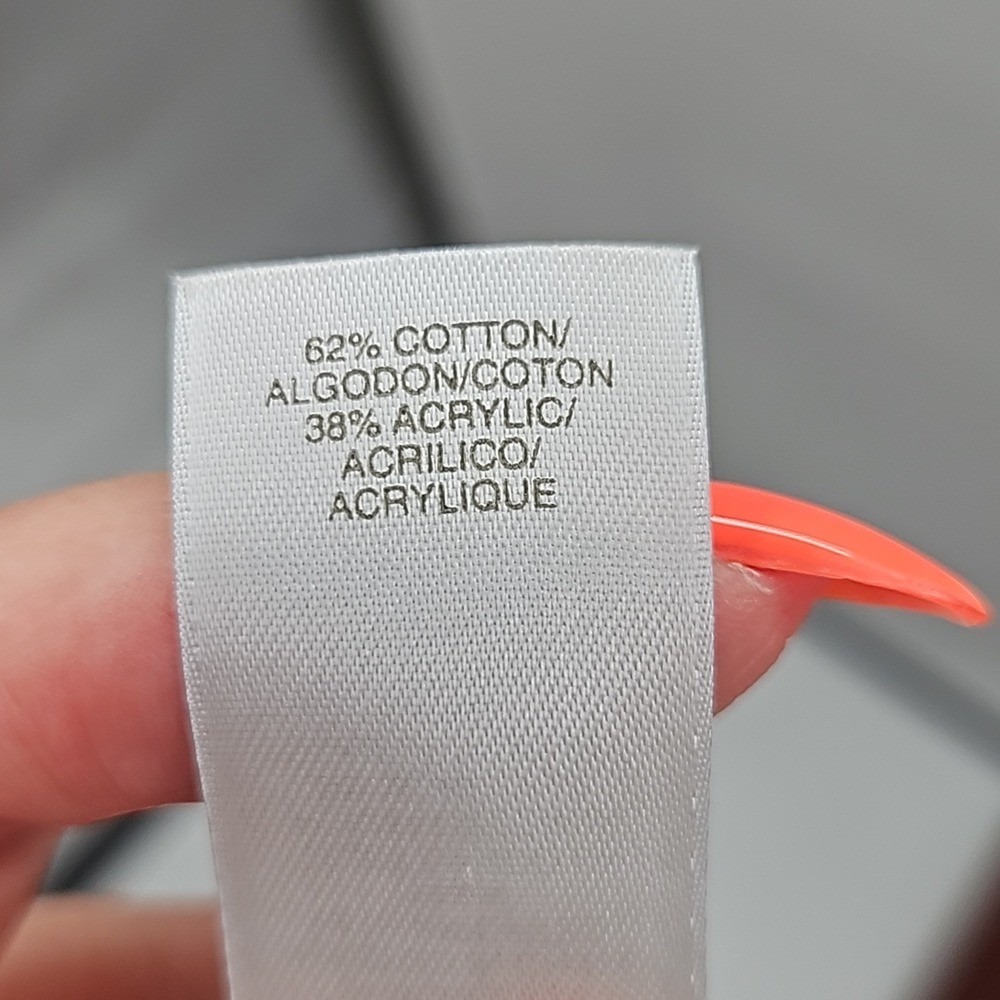 62% COTTON/
ALGODON/COTON
38% ACRYLIC/
ACRILICO/
ACRYLIQUE